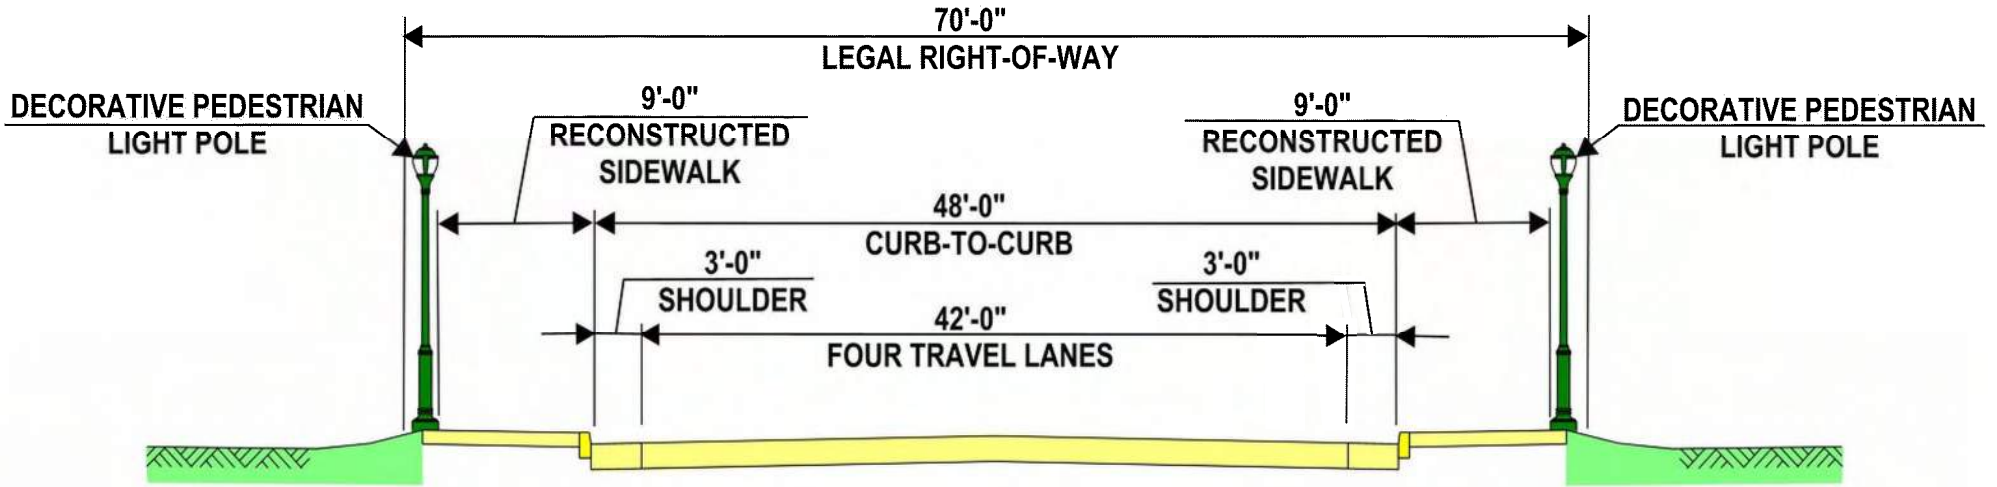 70'-0"
LEGAL RIGHT-OF-WAY
DECORATIVE PEDESTRIAN
LIGHT POLE
9'-0"
RECONSTRUCTED
SIDEWALK
9'-0"
RECONSTRUCTED
SIDEWALK
DECORATIVE PEDESTRIAN
LIGHT POLE
48'-0"
CURB-TO-CURB
3'-0"
SHOULDER
3'-0"
SHOULDER
42'-0"
FOUR TRAVEL LANES